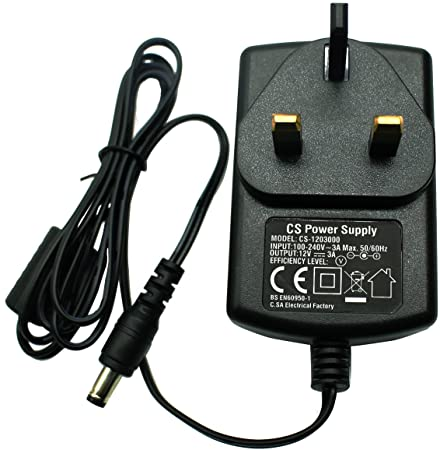 CS Power Supply
MODEL: CS-1203000
INPUT:100-240V~3A Max. 50/60Hz
OUTPUT:12V ⎓ 3A
EFFICIENCY LEVEL: V
CE
BS EN60950-1
C.SA Electrical Factory